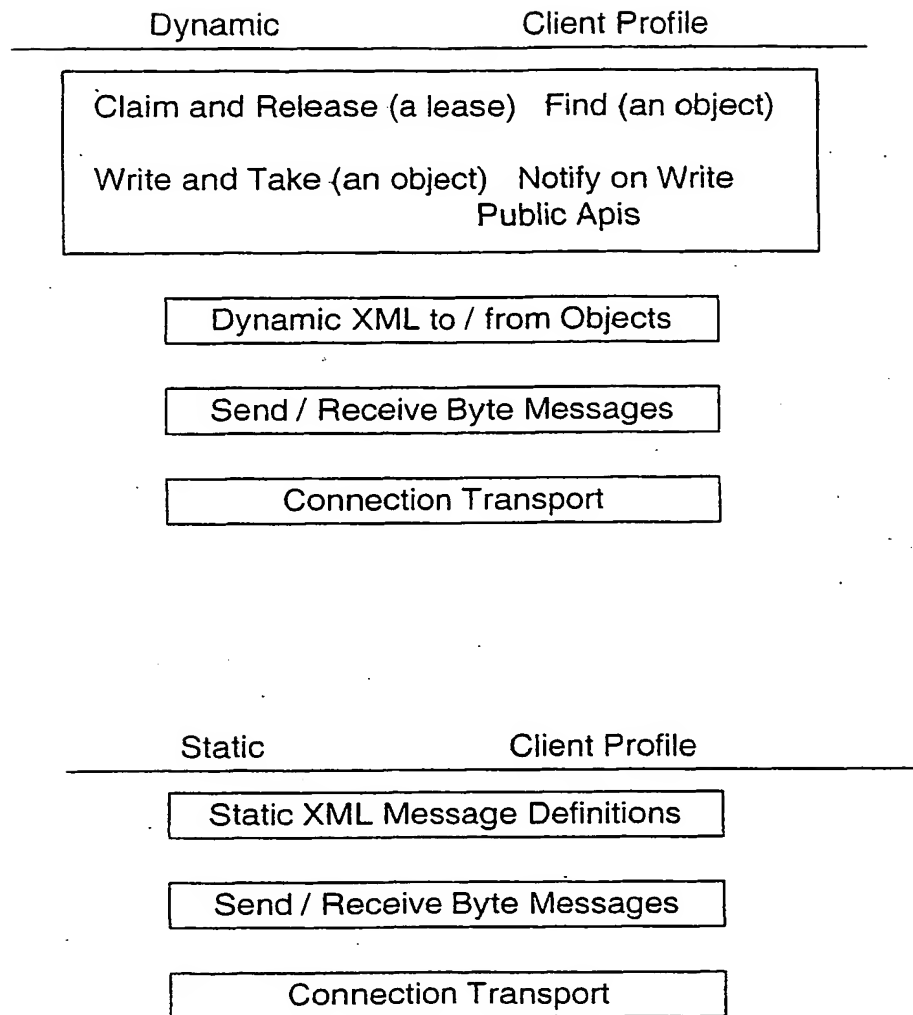 Dynamic Client Profile
Claim and Release (a lease) Find (an object)
Write and Take (an object) Notify on Write
Public Apis
Dynamic XML to / from Objects
Send / Receive Byte Messages
Connection Transport
Static Client Profile
Static XML Message Definitions
Send / Receive Byte Messages
Connection Transport